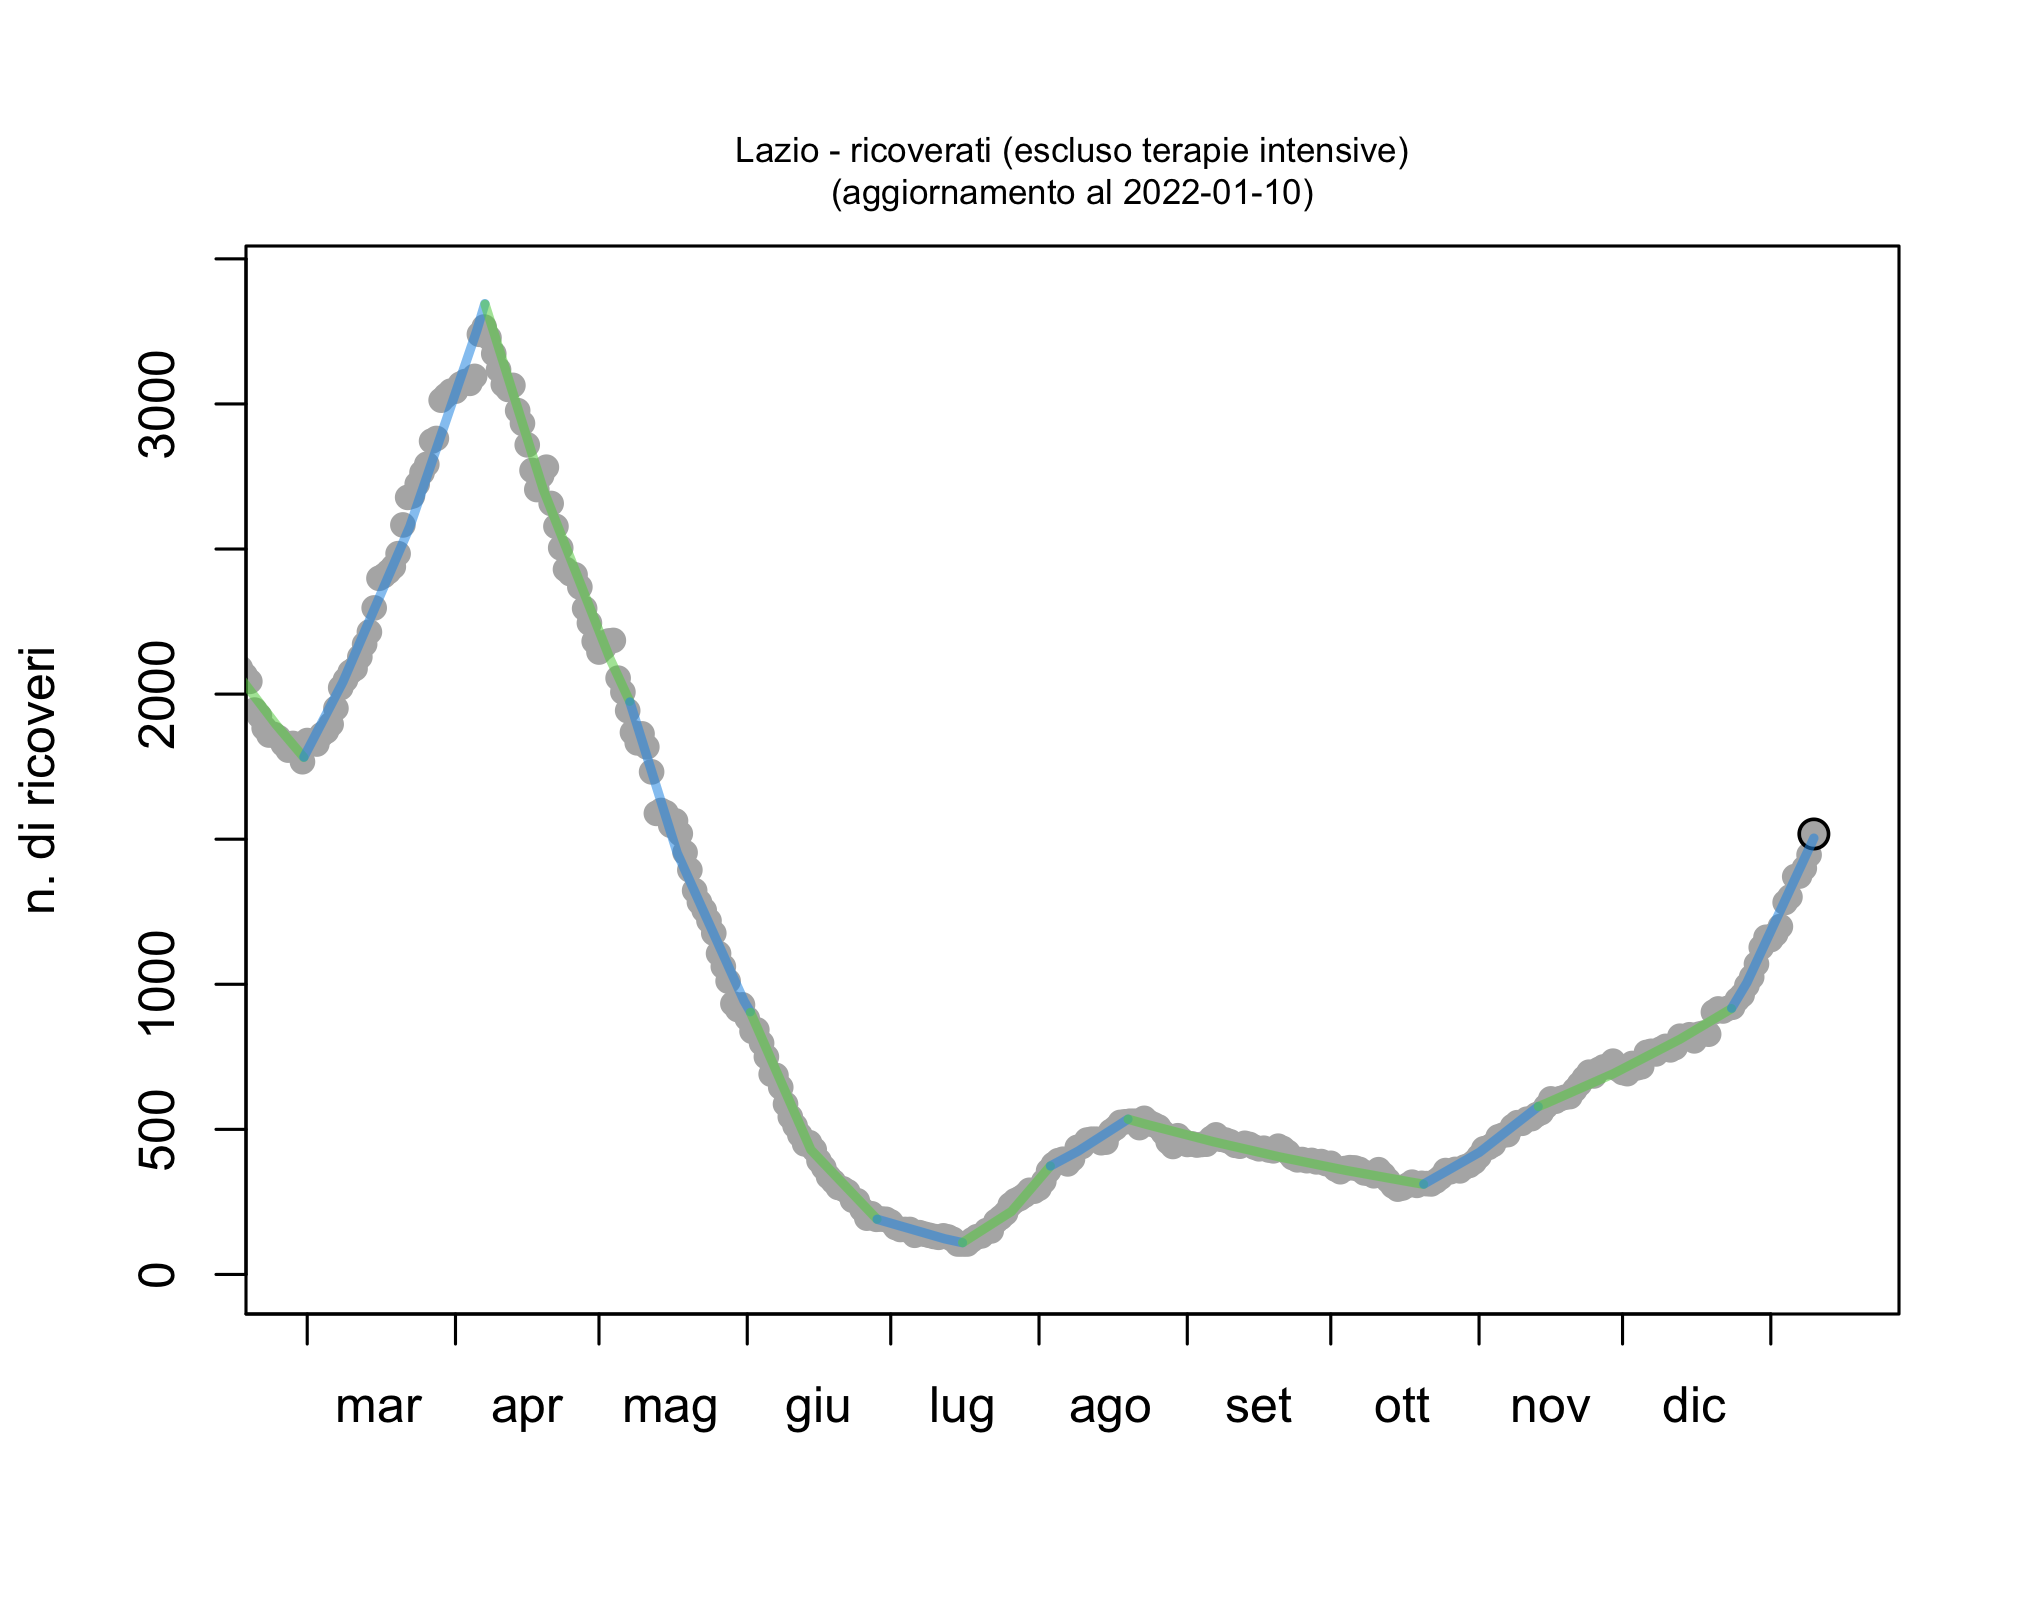 Lazio - ricoverati (escluso terapie intensive)
(aggiornamento al 2022-01-10)
n. di ricoveri
3000
2000
1000
500
0
mar apr mag giu lug ago set ott nov dic